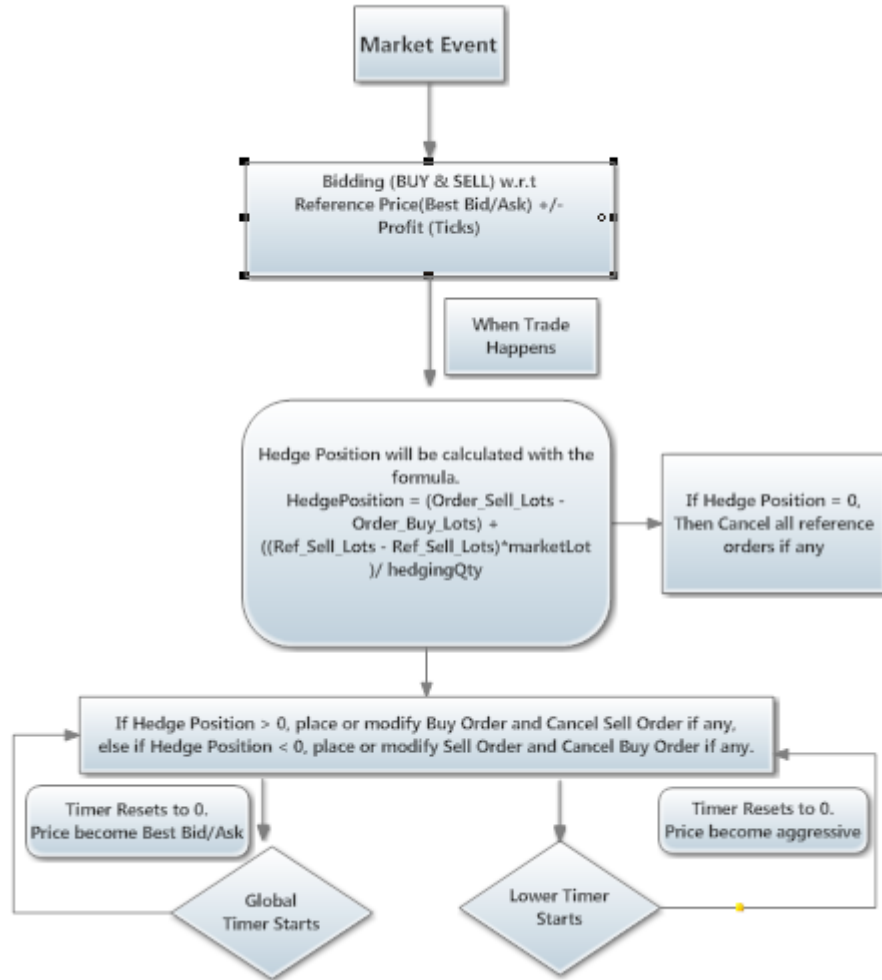 Market Event
Bidding (BUY & SELL) w.r.t
Reference Price(Best Bid/Ask) +/-
Profit (Ticks)
When Trade
Happens
Hedge Position will be calculated with the
formula.
HedgePosition = (Order_Sell_Lots -
Order_Buy_Lots) +
((Ref_Sell_Lots - Ref_Sell_Lots)*marketLot
)/ hedgingQty
If Hedge Position = 0,
Then Cancel all reference
orders if any
If Hedge Position > 0, place or modify Buy Order and Cancel Sell Order if any,
else if Hedge Position < 0, place or modify Sell Order and Cancel Buy Order if any.
Timer Resets to 0.
Price become Best Bid/Ask
Timer Resets to 0.
Price become aggressive
Global
Timer Starts
Lower Timer
Starts